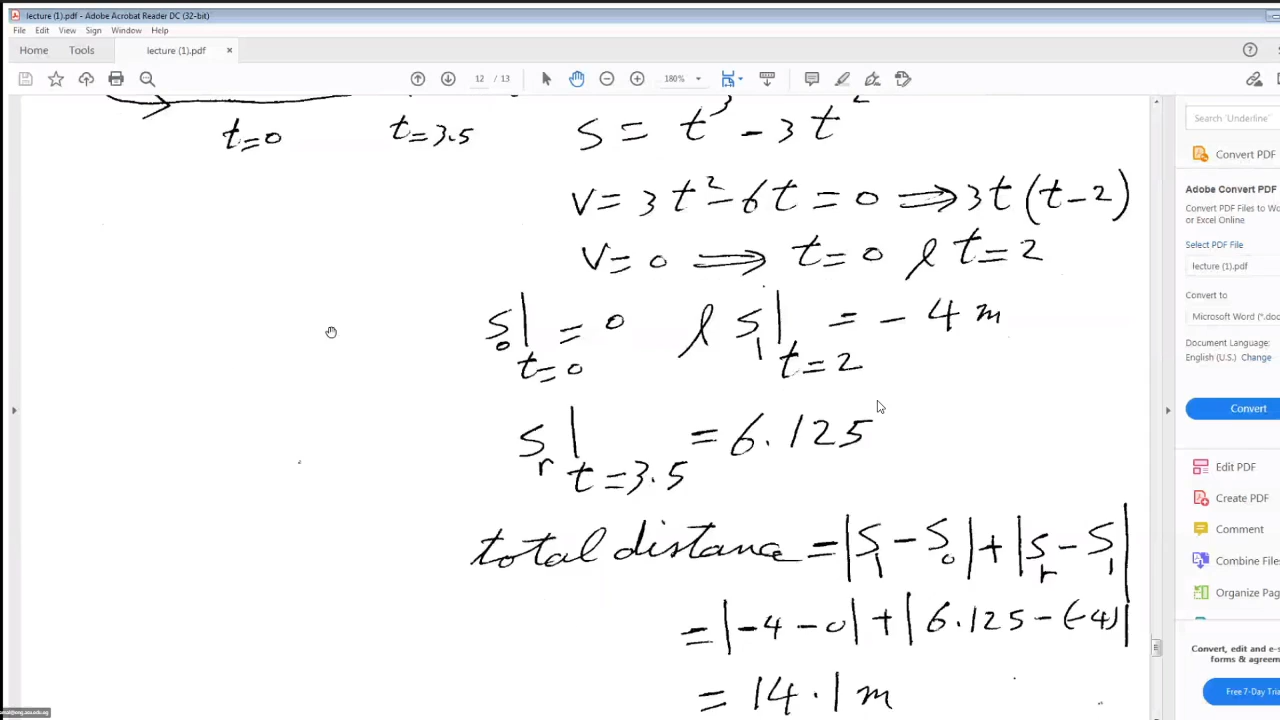 lecture (1).pdf - Adobe Acrobat Reader DC (32-bit)
File Edit View Sign Window Help
Home Tools lecture (1).pdf ×
12 / 13 180%
t=0 t=3.5
s = t³ - 3t²
v = 3t² - 6t = 0 ⟹ 3t(t-2)
v=0 ⟹ t=0 & t=2
s₀|t=0 = 0 & s₁|t=2 = - 4 m
sᵣ|t=3.5 = 6.125
total distance = |s₁ - s₀| + |sᵣ - s₁|
= |-4 - 0| + |6.125 - (-4)|
= 14.1 m
Search 'Underline'
Convert PDF
Adobe Convert PDF
Convert PDF Files to Wo
or Excel Online
Select PDF File
lecture (1).pdf
Convert to
Microsoft Word (*.doc
Document Language:
English (U.S.) Change
Convert
Edit PDF
Create PDF
Comment
Combine Files
Organize Pag
Convert, edit and e-s
forms & agreeme
Free 7-Day Tria